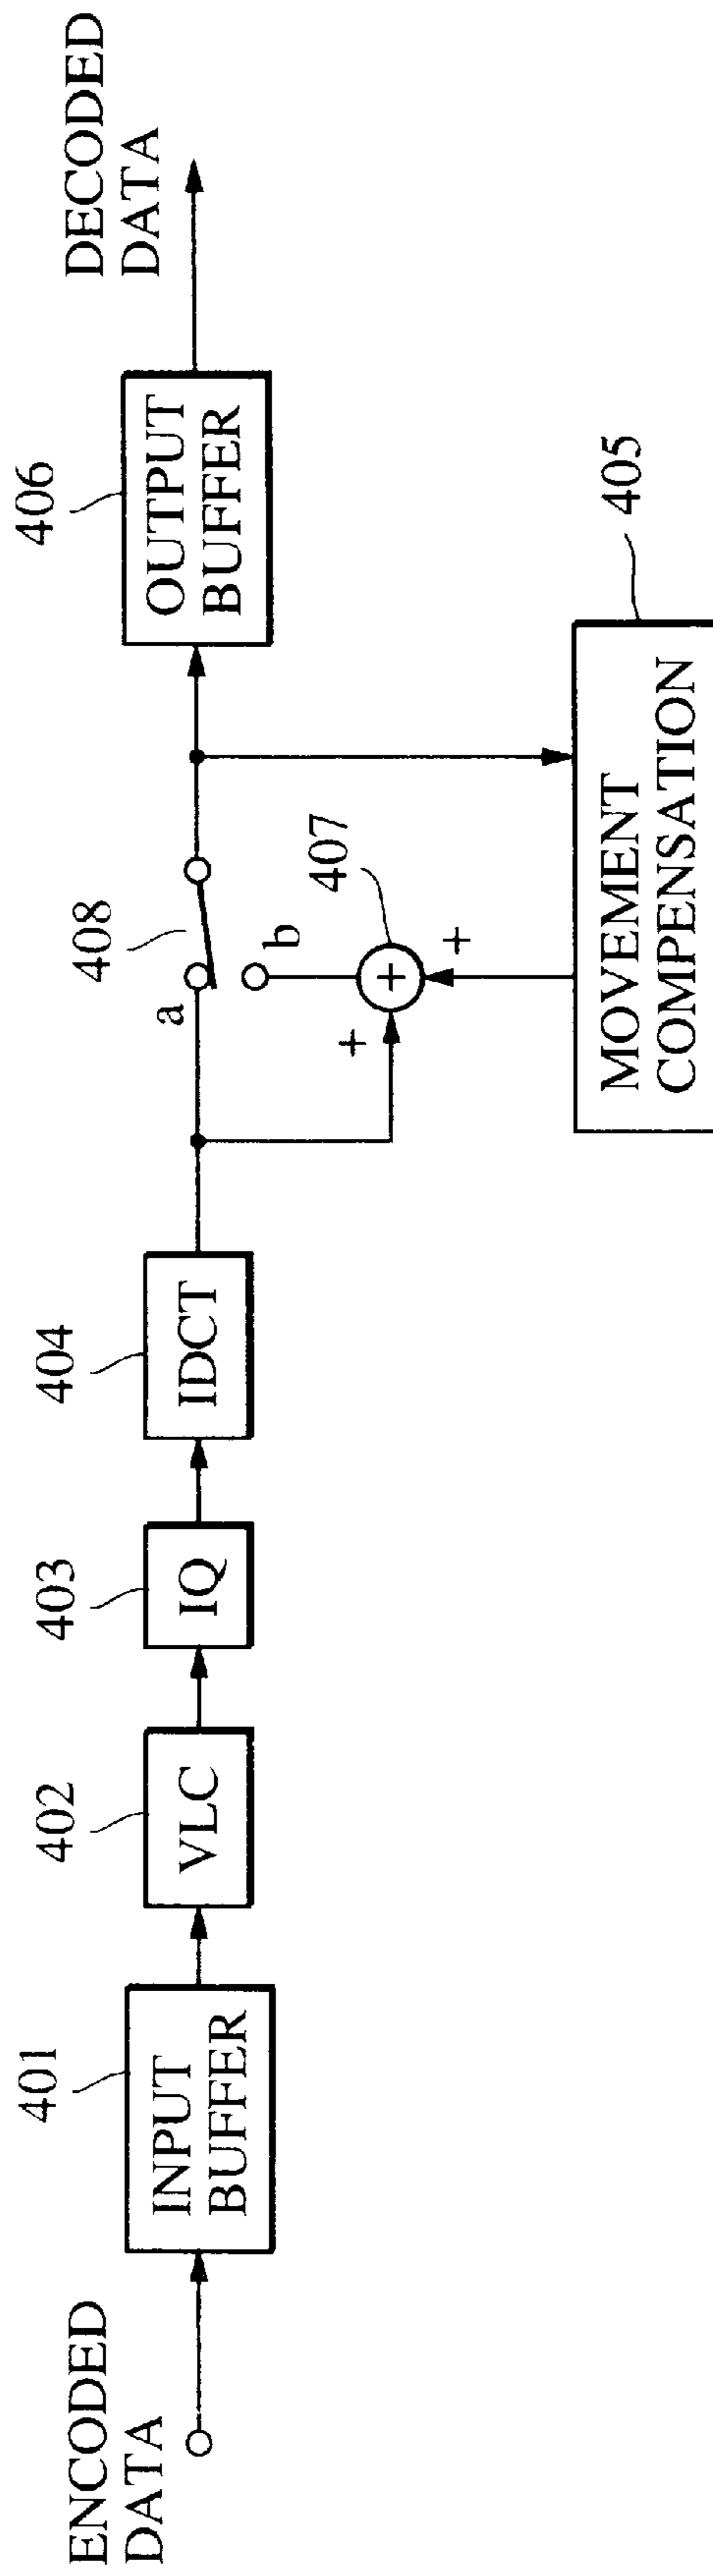 ENCODED
DATA
401
INPUT
BUFFER
402
VLC
403
IQ
404
IDCT
a
408
b
+
+
+
407
406
OUTPUT
BUFFER
DECODED
DATA
MOVEMENT
COMPENSATION
405